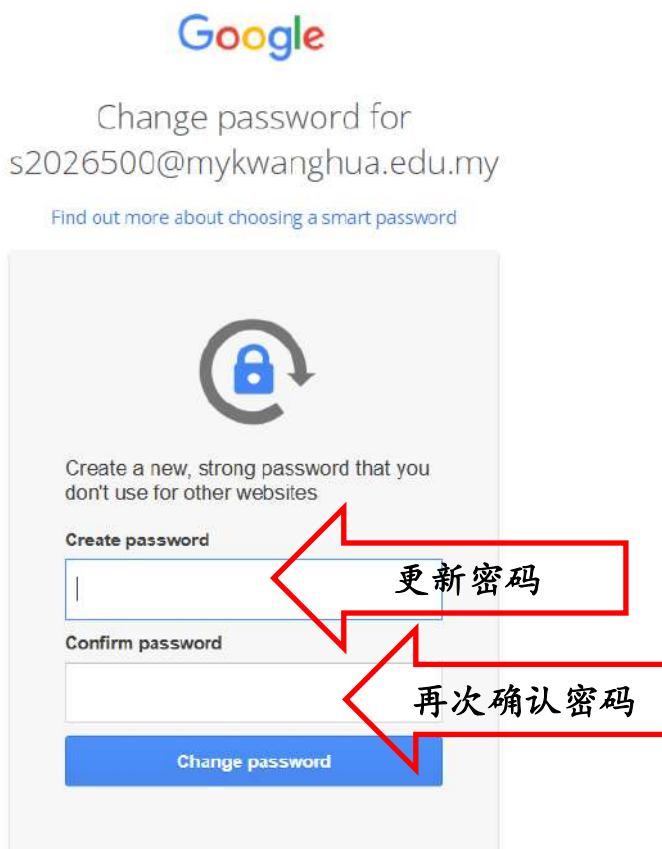 Google
Change password for
s2026500@mykwanghua.edu.my
Find out more about choosing a smart password
Create a new, strong password that you
don't use for other websites
Create password
更新密码
Confirm password
再次确认密码
Change password